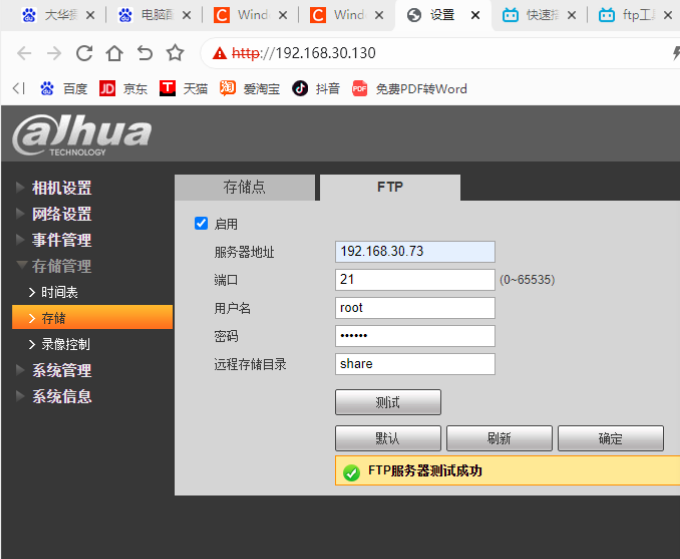 大华摄 电脑配 Wind Wind 设置 快速搭 ftp工
http://192.168.30.130
百度 京东 天猫 爱淘宝 抖音 免费PDF转Word
alhua
TECHNOLOGY
相机设置
网络设置
事件管理
存储管理
时间表
存储
录像控制
系统管理
系统信息
存储点 FTP
启用
服务器地址 192.168.30.73
端口 21 (0~65535)
用户名 root
密码 ••••••
远程存储目录 share
测试
默认 刷新 确定
FTP服务器测试成功